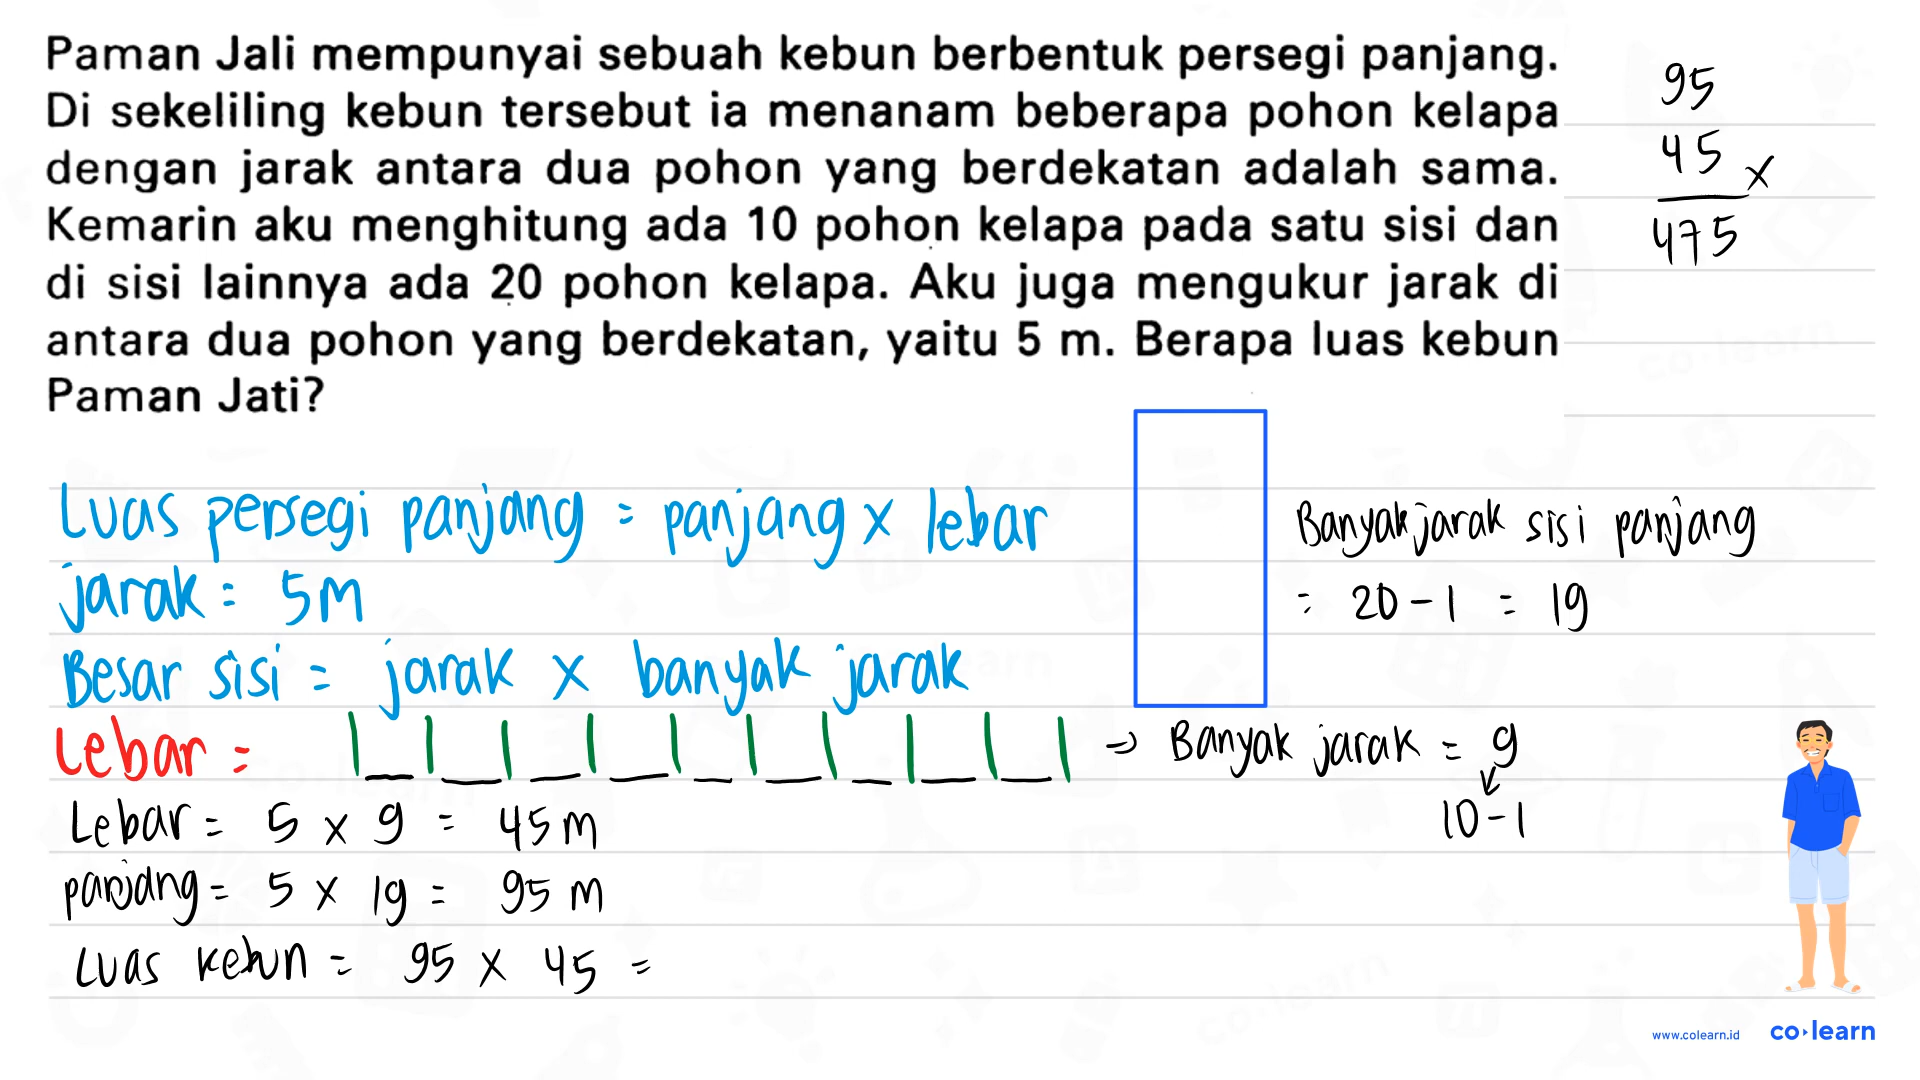 Paman Jali mempunyai sebuah kebun berbentuk persegi panjang.
Di sekeliling kebun tersebut ia menanam beberapa pohon kelapa
dengan jarak antara dua pohon yang berdekatan adalah sama.
Kemarin aku menghitung ada 10 pohon kelapa pada satu sisi dan
di sisi lainnya ada 20 pohon kelapa. Aku juga mengukur jarak di
antara dua pohon yang berdekatan, yaitu 5 m. Berapa luas kebun
Paman Jati?
95
45 x
475
Luas persegi panjang = panjang x lebar
jarak = 5m
Besar sisi = jarak x banyak jarak
Lebar =
Lebar = 5 x 9 = 45 m
panjang = 5 x 19 = 95 m
Luas kebun = 95 x 45 =
Banyak jarak sisi panjang
= 20 - 1 = 19
=> Banyak jarak = 9
10 - 1
www.colearn.id
co learn